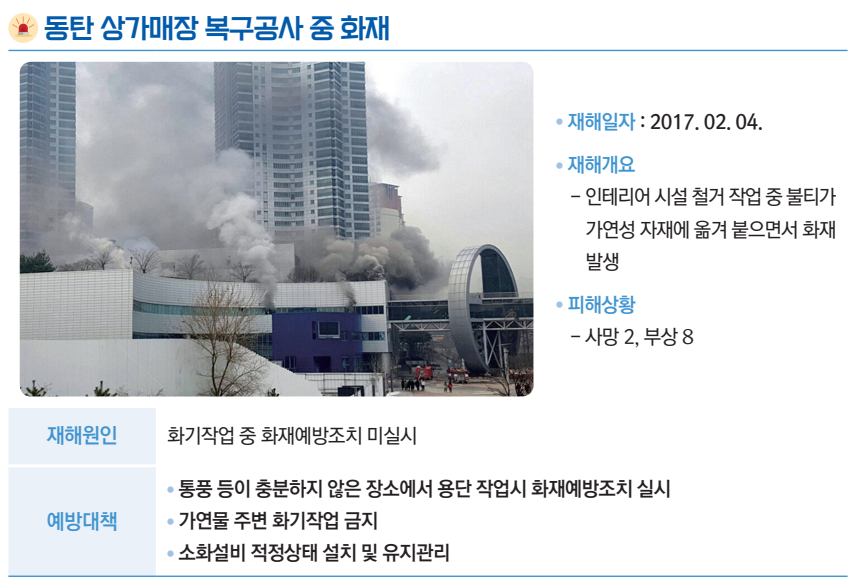 동탄 상가매장 복구공사 중 화재
• 재해일자 : 2017. 02. 04.
• 재해개요
– 인테리어 시설 철거 작업 중 불티가
가연성 자재에 옮겨 붙으면서 화재
발생
• 피해상황
– 사망 2, 부상 8
재해원인
화기작업 중 화재예방조치 미실시
예방대책
• 통풍 등이 충분하지 않은 장소에서 용단 작업시 화재예방조치 실시
• 가연물 주변 화기작업 금지
• 소화설비 적정상태 설치 및 유지관리